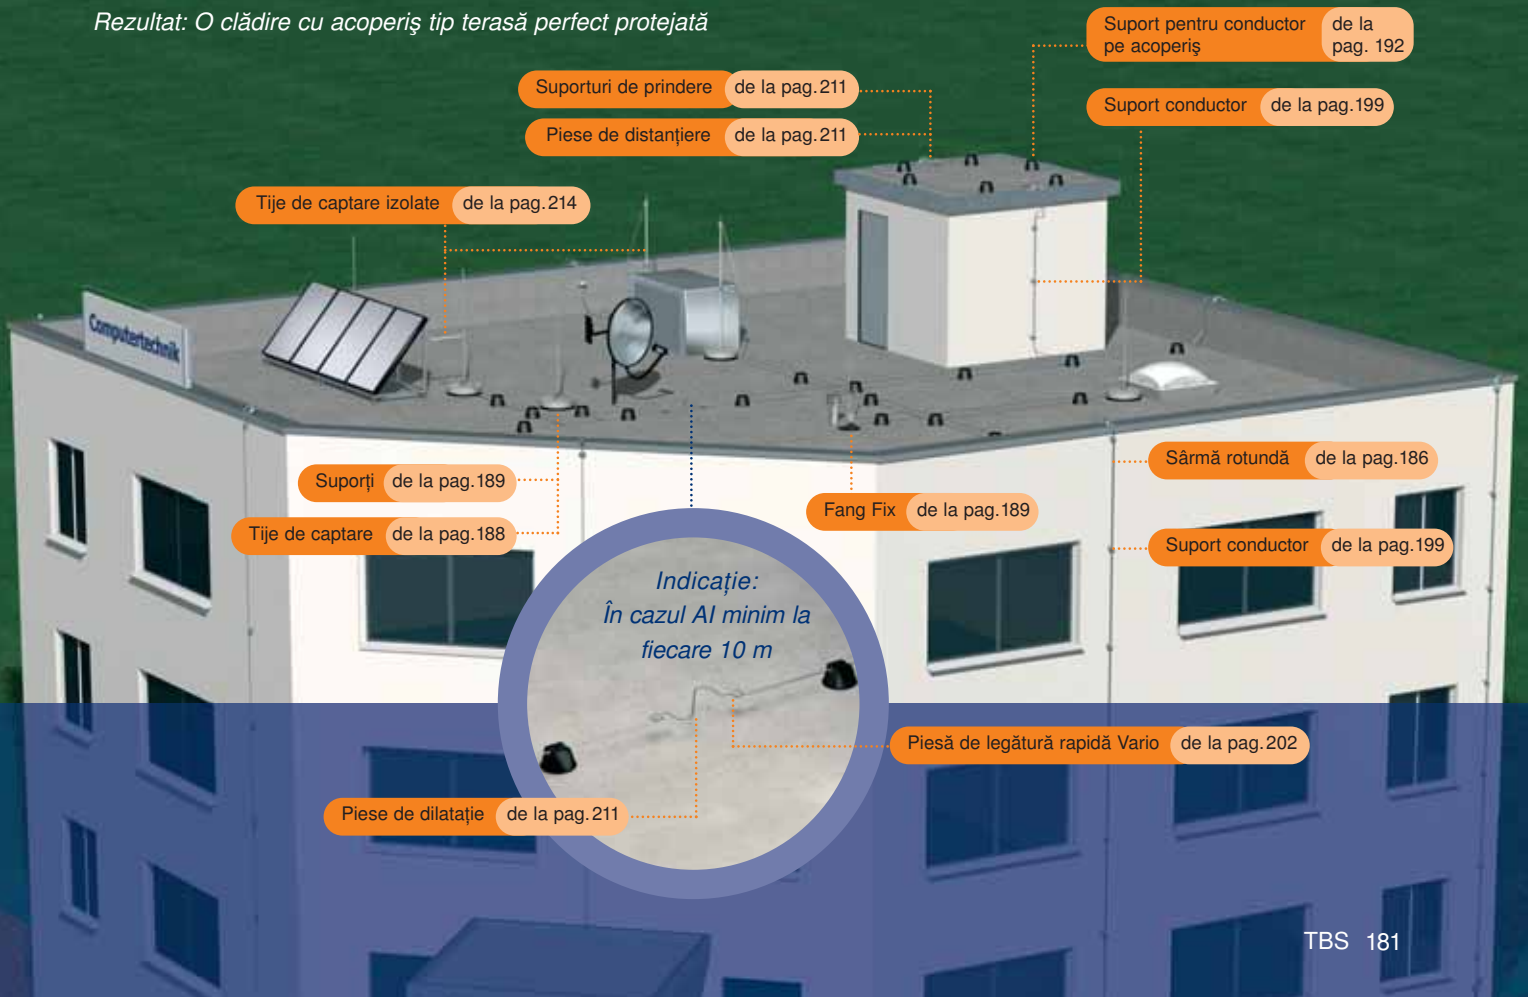 Rezultat: O clădire cu acoperiş tip terasă perfect protejată
Suport pentru conductor
pe acoperiş
de la
pag. 192
Suporturi de prindere de la pag.211
Suport conductor de la pag.199
Piese de distanţiere de la pag.211
Tije de captare izolate de la pag.214
Computertechnik
Suporţi de la pag.189
Tije de captare de la pag.188
Fang Fix de la pag.189
Sârmă rotundă de la pag.186
Suport conductor de la pag.199
Indicaţie:
În cazul Al minim la
fiecare 10 m
Piesă de legătură rapidă Vario de la pag.202
Piese de dilataţie de la pag.211
TBS 181